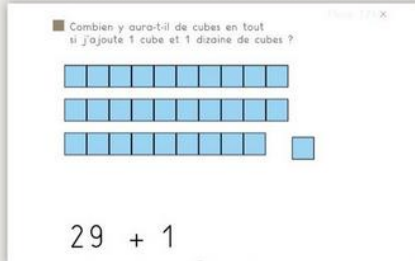 Combien y aura-t-il de cubes en tout
si j'ajoute 1 cube et 1 dizaine de cubes ?
29 + 1